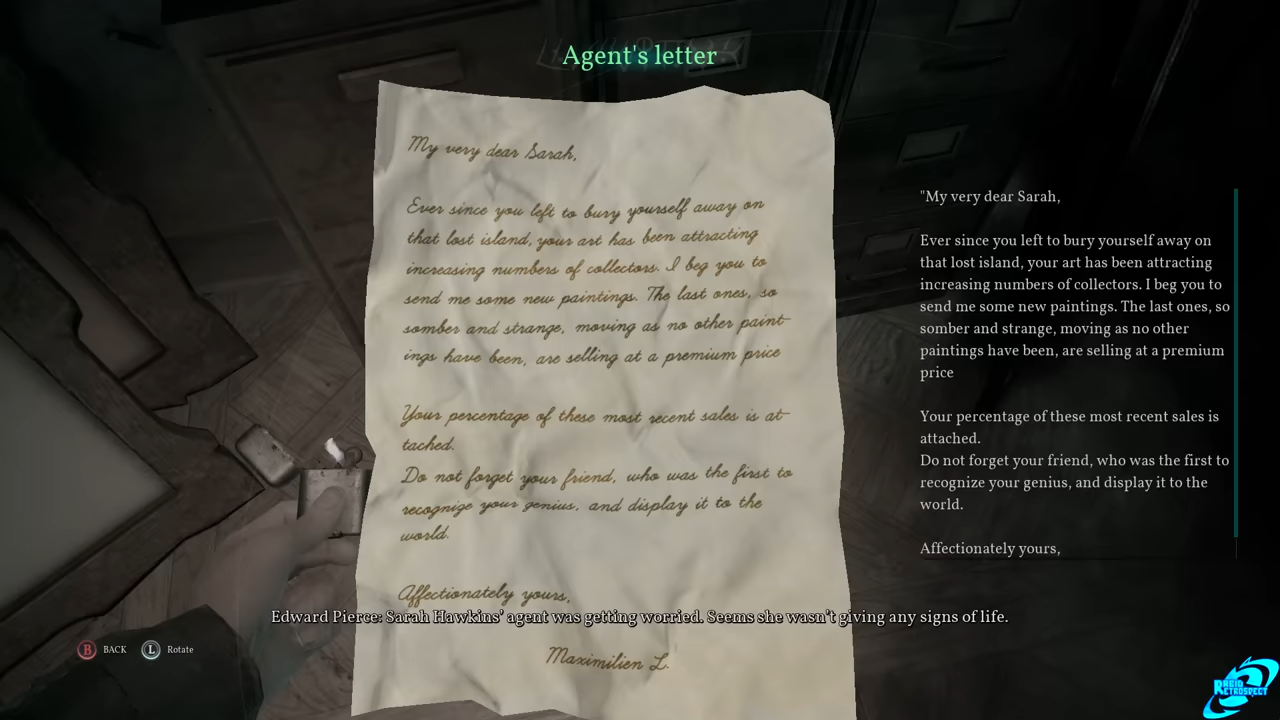 Agent's letter
My very dear Sarah,
Ever since you left to bury yourself away on
that lost island, your art has been attracting
increasing numbers of collectors. I beg you to
send me some new paintings. The last ones, so
somber and strange, moving as no other paint-
ings have been, are selling at a premium price
Your percentage of these most recent sales is at-
tached.
Do not forget your friend, who was the first to
recognize your genius, and display it to the
world.
Affectionately yours,
Maximilien L.
"My very dear Sarah,
Ever since you left to bury yourself away on
that lost island, your art has been attracting
increasing numbers of collectors. I beg you to
send me some new paintings. The last ones, so
somber and strange, moving as no other
paintings have been, are selling at a premium
price
Your percentage of these most recent sales is
attached.
Do not forget your friend, who was the first to
recognize your genius, and display it to the
world.
Affectionately yours,
Edward Pierce: Sarah Hawkins' agent was getting worried. Seems she wasn't giving any signs of life.
B BACK L Rotate
RETROSPECT